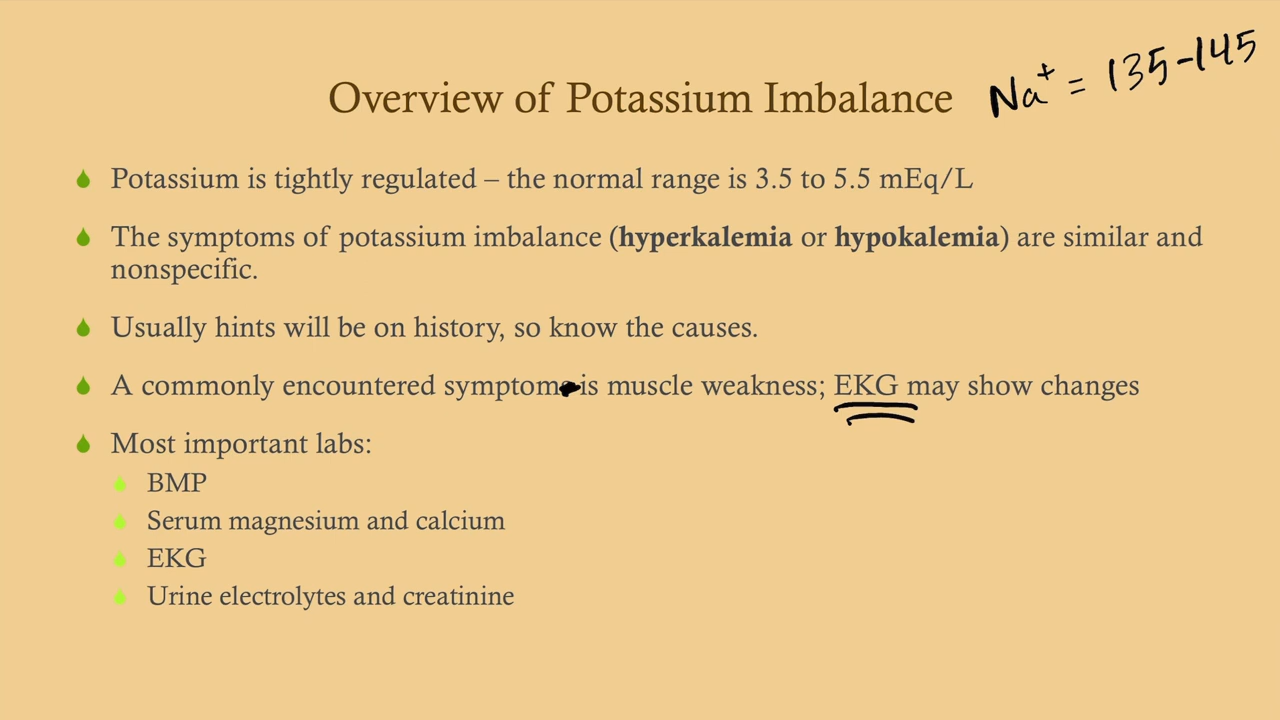 Overview of Potassium Imbalance
Na+ = 135-145
Potassium is tightly regulated – the normal range is 3.5 to 5.5 mEq/L
The symptoms of potassium imbalance (hyperkalemia or hypokalemia) are similar and
nonspecific.
Usually hints will be on history, so know the causes.
A commonly encountered symptom is muscle weakness; EKG may show changes
Most important labs:
BMP
Serum magnesium and calcium
EKG
Urine electrolytes and creatinine